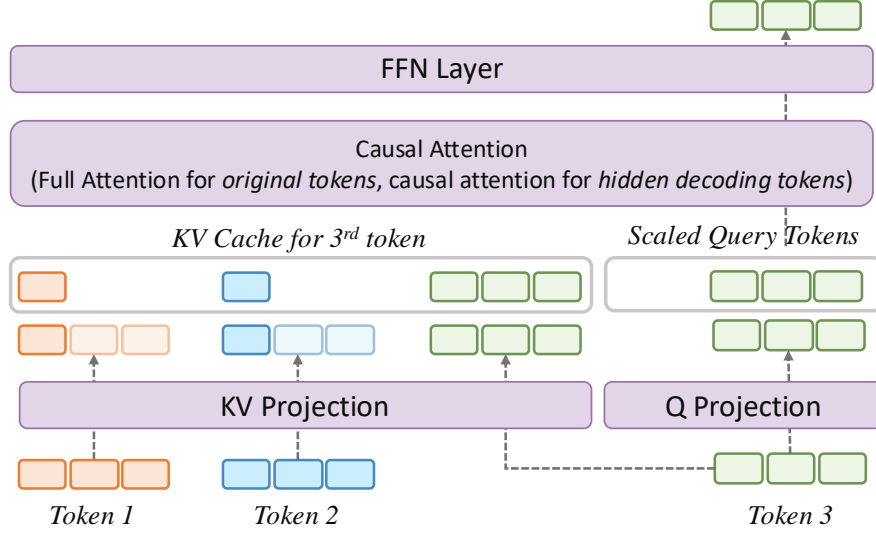 FFN Layer
Causal Attention
(Full Attention for original tokens, causal attention for hidden decoding tokens)
KV Cache for 3rd token
Scaled Query Tokens
KV Projection
Q Projection
Token 1
Token 2
Token 3